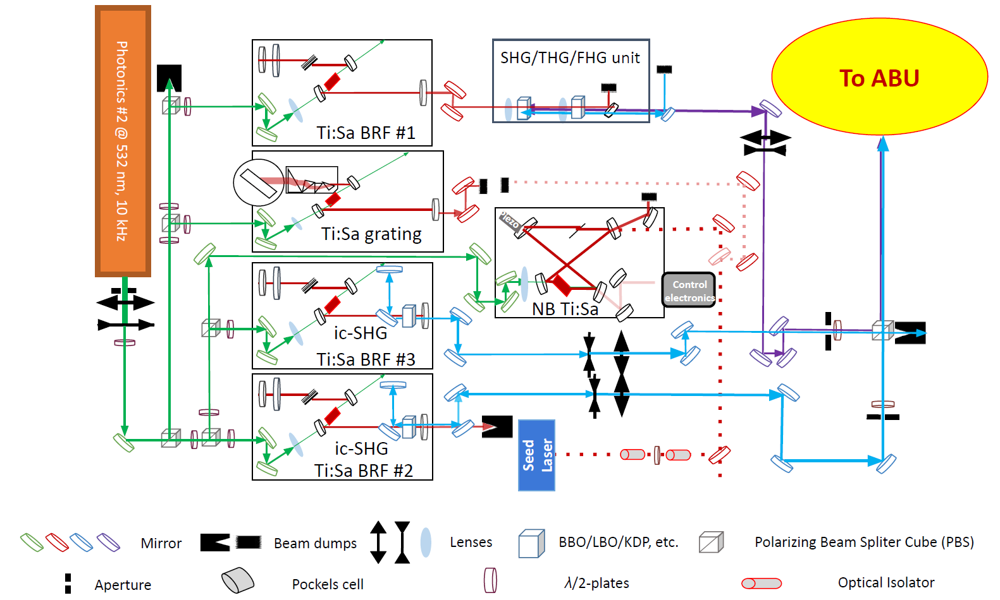 Photonics #2 @ 532 nm, 10 kHz
Ti:Sa BRF #1
SHG/THG/FHG unit
To ABU
Ti:Sa grating
Piezo
NB Ti:Sa
Control
electronics
ic-SHG
Ti:Sa BRF #3
ic-SHG
Ti:Sa BRF #2
Seed
Laser
Mirror
Beam dumps
Lenses
BBO/LBO/KDP, etc.
Polarizing Beam Spliter Cube (PBS)
Aperture
Pockels cell
λ/2-plates
Optical Isolator